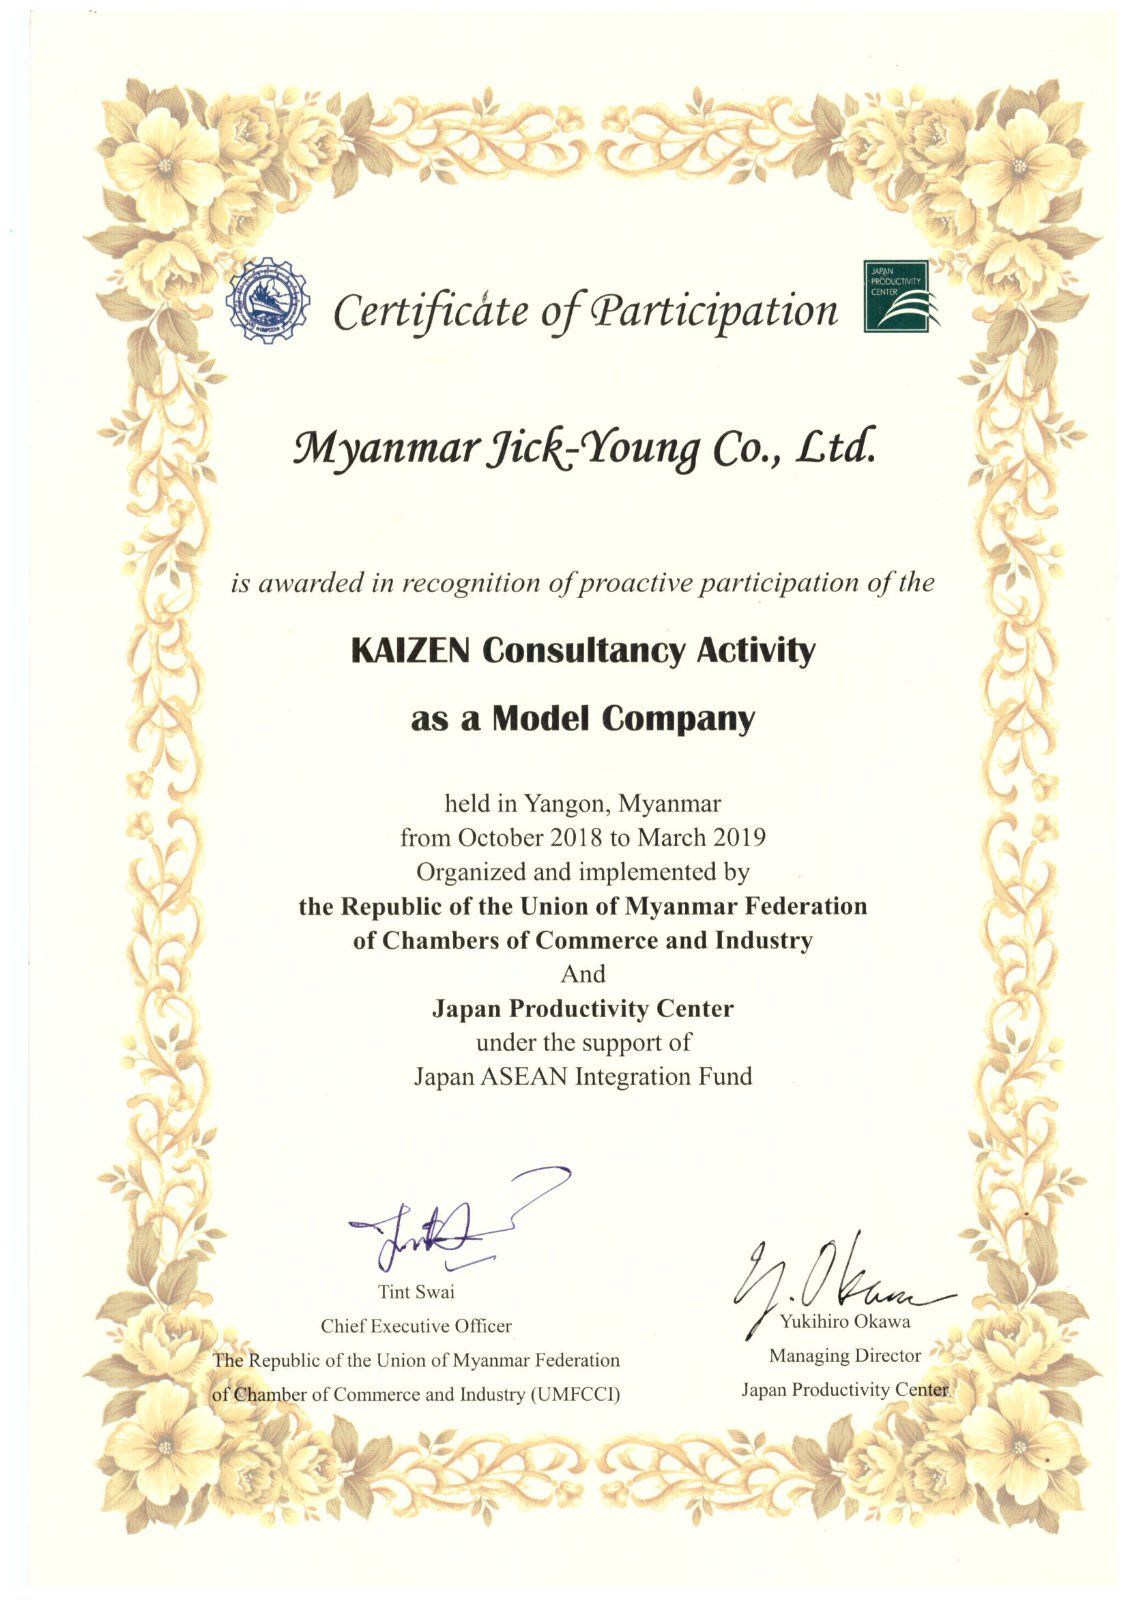 Certificate of Participation
JAPAN
PRODUCTIVITY
CENTER
Myanmar Jick-Young Co., Ltd.
is awarded in recognition of proactive participation of the
KAIZEN Consultancy Activity
as a Model Company
held in Yangon, Myanmar
from October 2018 to March 2019
Organized and implemented by
the Republic of the Union of Myanmar Federation
of Chambers of Commerce and Industry
And
Japan Productivity Center
under the support of
Japan ASEAN Integration Fund
Y. Okawa
Tint Swai
Chief Executive Officer
The Republic of the Union of Myanmar Federation
of Chamber of Commerce and Industry (UMFCCI)
Yukihiro Okawa
Managing Director
Japan Productivity Center